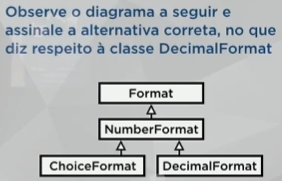 Observe o diagrama a seguir e
assinale a alternativa correta, no que
diz respeito à classe DecimalFormat
Format
NumberFormat
ChoiceFormat DecimalFormat